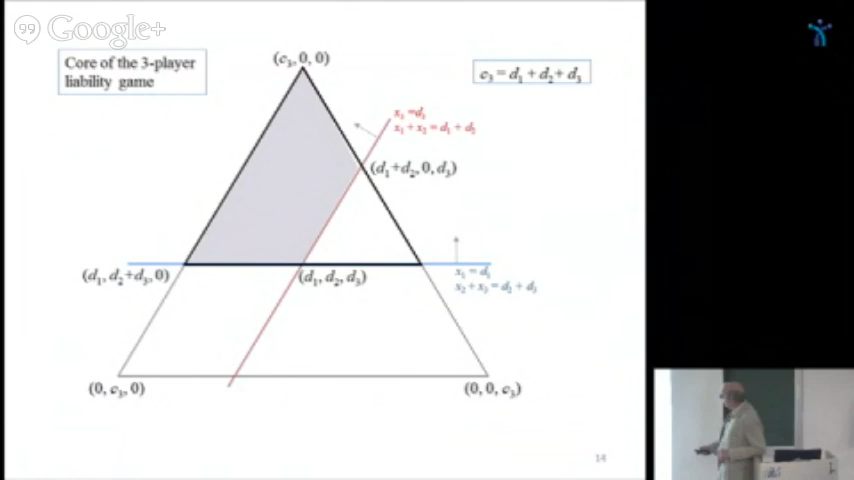 Google+
Core of the 3-player
liability game
(c₃, 0, 0)
c₃ = d₁ + d₂ + d₃
x₃ = d₃
x₁ + x₂ = d₁ + d₂
(d₁+d₂, 0, d₃)
(d₁, d₂+d₃, 0)
(d₁, d₂, d₃)
x₁ = d₁
x₂ + x₃ = d₂ + d₃
(0, c₃, 0)
(0, 0, c₃)
14